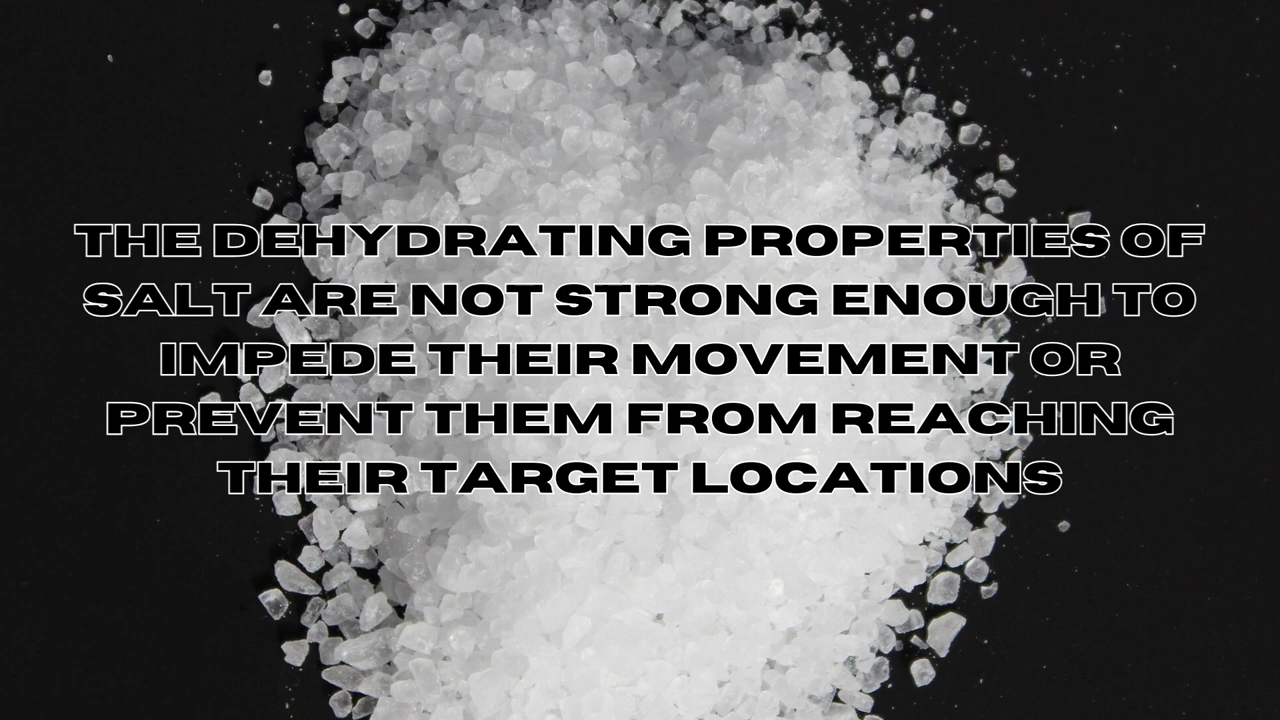 THE DEHYDRATING PROPERTIES OF
SALT ARE NOT STRONG ENOUGH TO
IMPEDE THEIR MOVEMENT OR
PREVENT THEM FROM REACHING
THEIR TARGET LOCATIONS